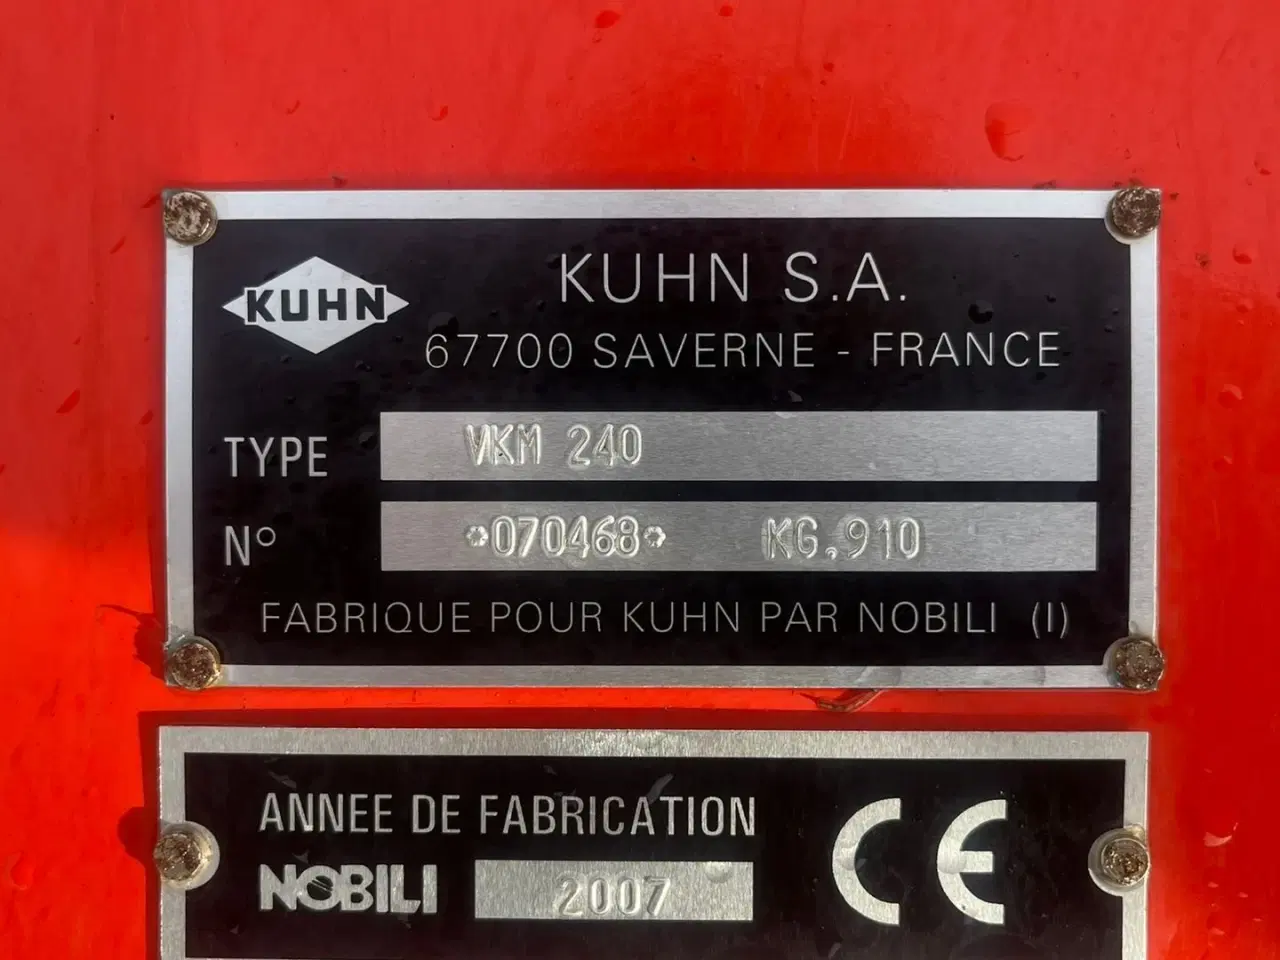 KUHN
KUHN S.A.
67700 SAVERNE - FRANCE
TYPE VKM 240
N° *070468* KG.910
FABRIQUE POUR KUHN PAR NOBILI (I)
ANNEE DE FABRICATION
NOBILI 2007
CE